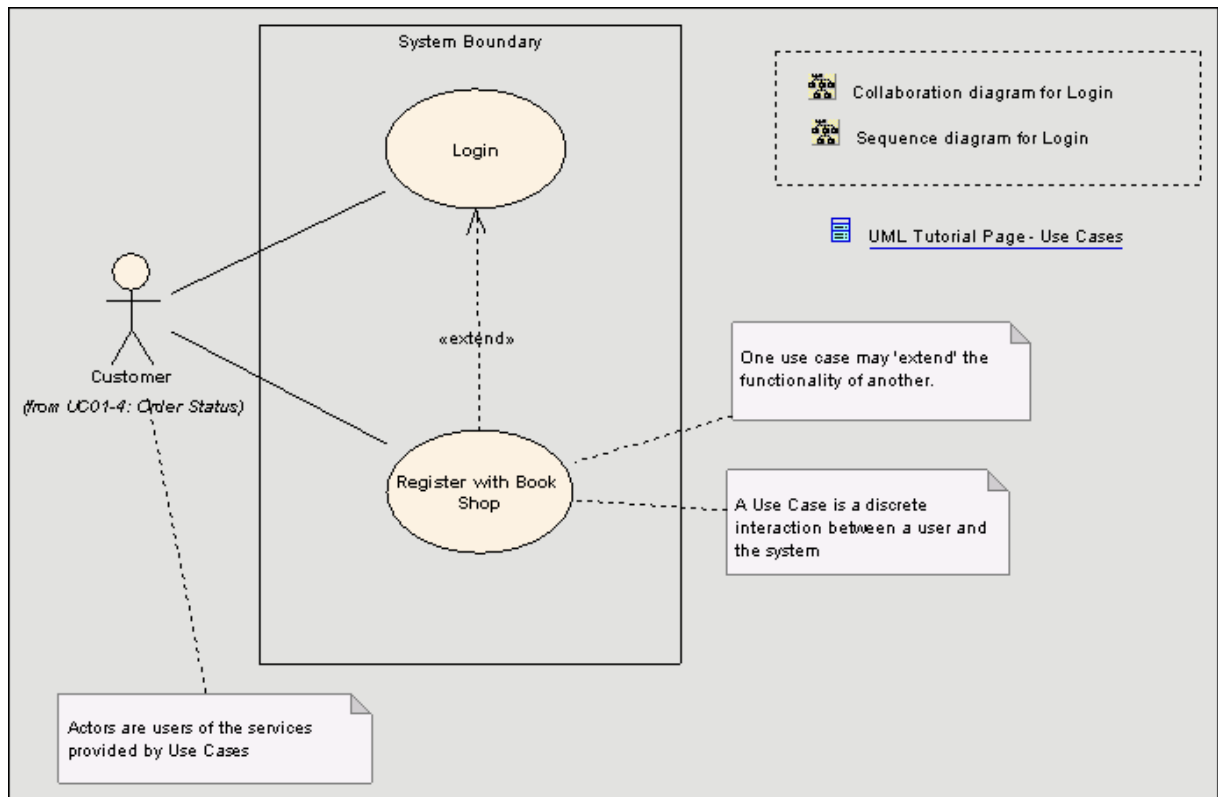 System Boundary
Login
Collaboration diagram for Login
Sequence diagram for Login
UML Tutorial Page - Use Cases
«extend»
Customer
(from UC01-4: Order Status)
One use case may 'extend' the
functionality of another.
Register with Book
Shop
A Use Case is a discrete
interaction between a user and
the system
Actors are users of the services
provided by Use Cases